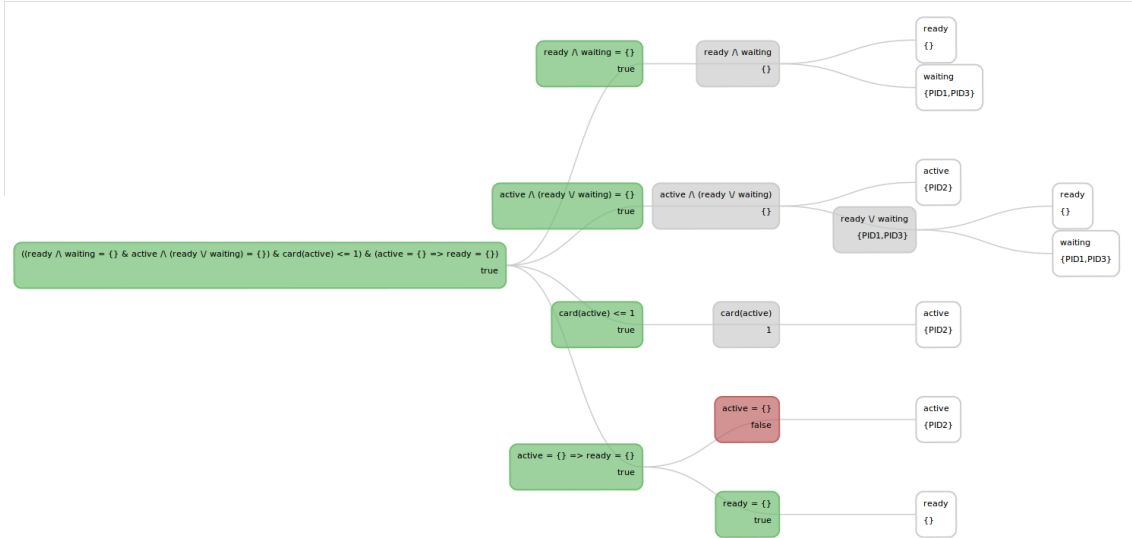 ready /\ waiting = {}
true
ready /\ waiting
{}
ready
{}
waiting
{PID1,PID3}
active /\ (ready \/ waiting) = {}
true
active /\ (ready \/ waiting)
{}
active
{PID2}
ready \/ waiting
{PID1,PID3}
ready
{}
waiting
{PID1,PID3}
((ready /\ waiting = {} & active /\ (ready \/ waiting) = {}) & card(active) <= 1) & (active = {} => ready = {})
true
card(active) <= 1
true
card(active)
1
active
{PID2}
active = {} => ready = {}
true
active = {}
false
active
{PID2}
ready = {}
true
ready
{}